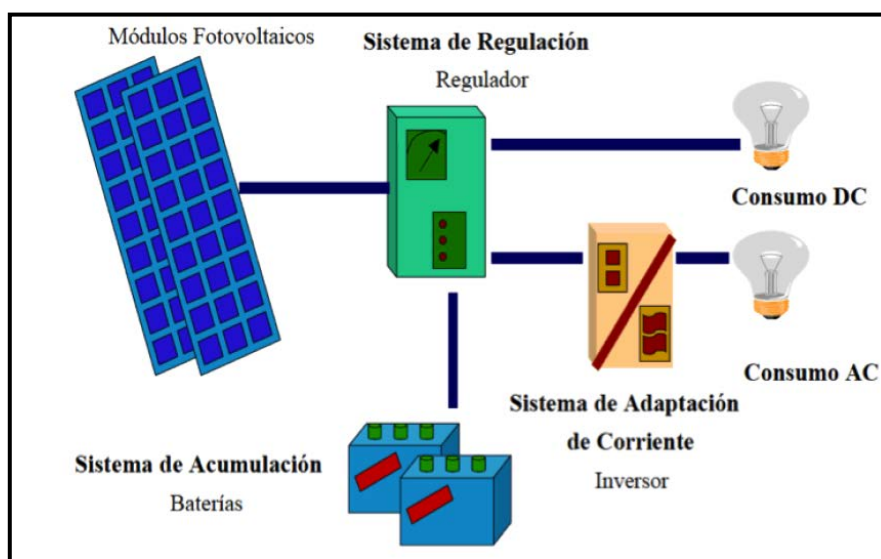 Módulos Fotovoltaicos
Sistema de Regulación
Regulador
Consumo DC
Consumo AC
Sistema de Adaptación
de Corriente
Inversor
Sistema de Acumulación
Baterías